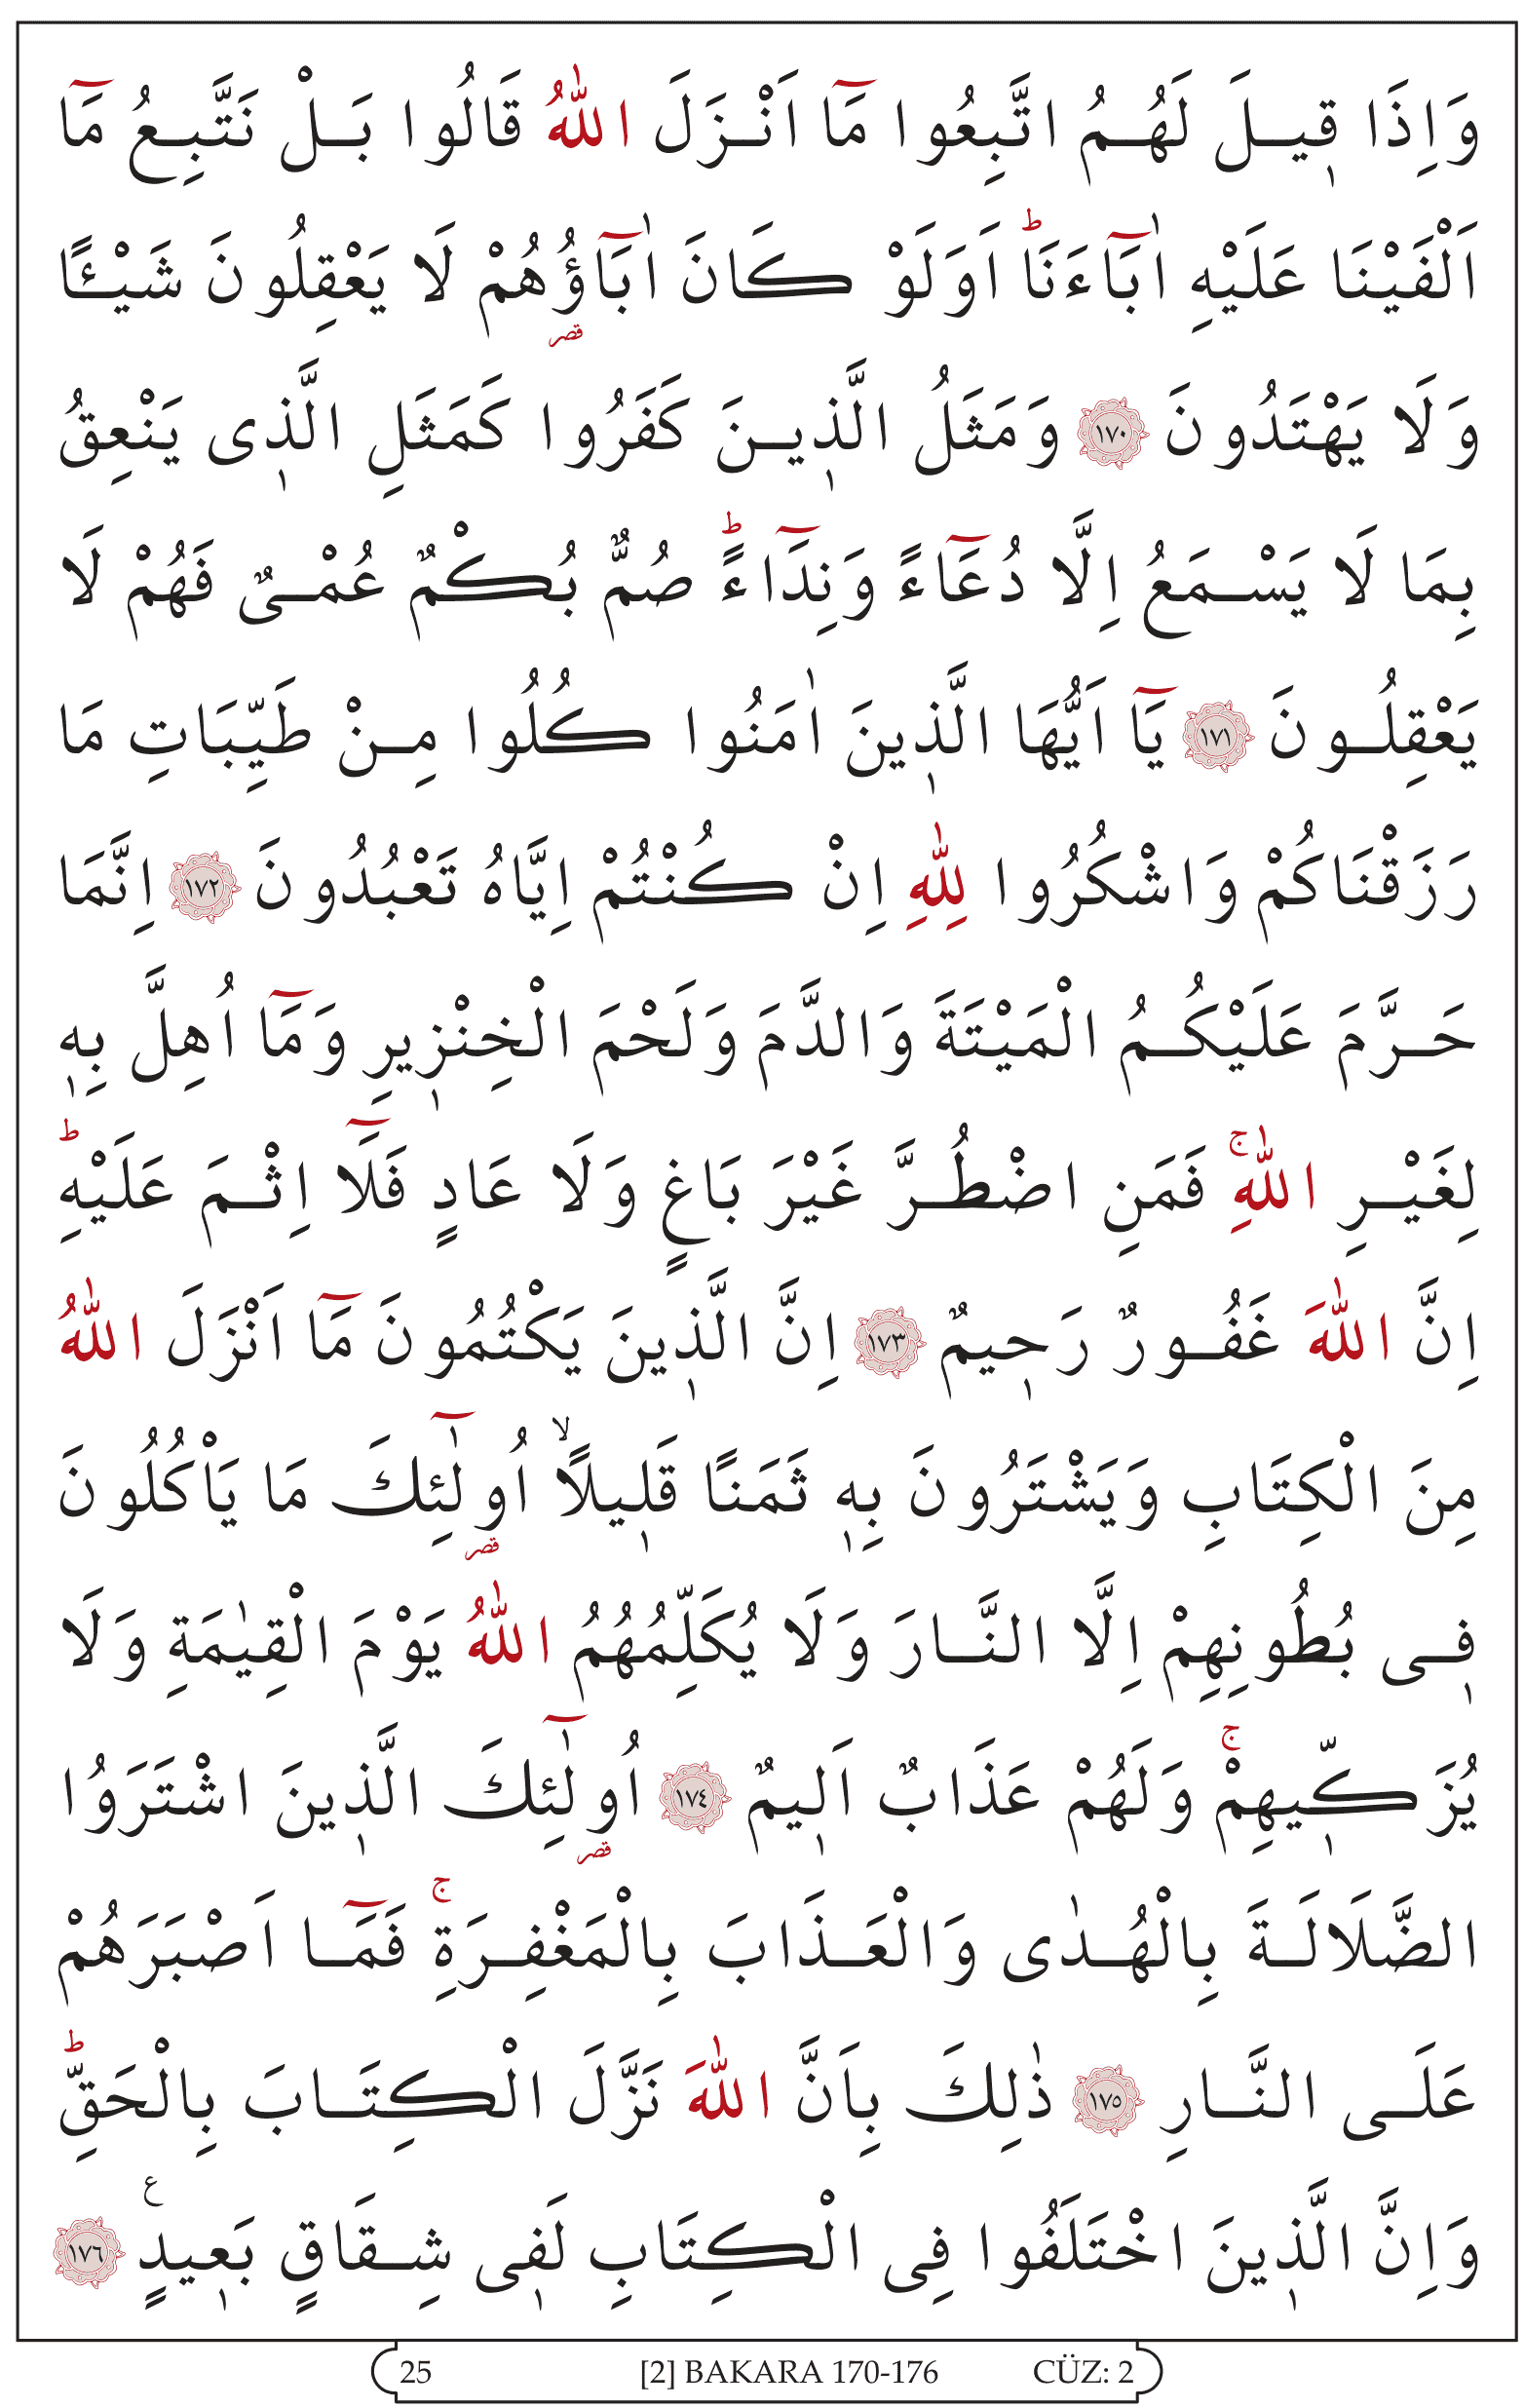 وَاِذَا قٖيلَ لَهُمُ اتَّبِعُوا مَٓا اَنْزَلَ اللّٰهُ قَالُوا بَلْ نَتَّبِعُ مَٓا
اَلْفَيْنَا عَلَيْهِ اٰبَٓاءَنَاؕ اَوَلَوْ كَانَ اٰبَٓاؤُ۬هُمْ لَا يَعْقِلُونَ شَيْـًٔا
وَلَا يَهْتَدُونَ ﴿١٧٠﴾ وَمَثَلُ الَّذٖينَ كَفَرُوا كَمَثَلِ الَّذٖى يَنْعِقُ
بِمَا لَا يَسْمَعُ اِلَّا دُعَٓاءً وَنِدَٓاءًؕ صُمٌّ بُكْمٌ عُمْىٌ فَهُمْ لَا
يَعْقِلُونَ ﴿١٧١﴾ يَٓا اَيُّهَا الَّذٖينَ اٰمَنُوا كُلُوا مِنْ طَيِّبَاتِ مَا
رَزَقْنَاكُمْ وَاشْكُرُوا لِلّٰهِ اِنْ كُنْتُمْ اِيَّاهُ تَعْبُدُونَ ﴿١٧٢﴾ اِنَّمَا
حَرَّمَ عَلَيْكُمُ الْمَيْتَةَ وَالدَّمَ وَلَحْمَ الْخِنْزٖيرِ وَمَٓا اُهِلَّ بِهٖ
لِغَيْرِ اللّٰهِۚ فَمَنِ اضْطُرَّ غَيْرَ بَاغٍ وَلَا عَادٍ فَلَٓا اِثْمَ عَلَيْهِؕ
اِنَّ اللّٰهَ غَفُورٌ رَحٖيمٌ ﴿١٧٣﴾ اِنَّ الَّذٖينَ يَكْتُمُونَ مَٓا اَنْزَلَ اللّٰهُ
مِنَ الْكِتَابِ وَيَشْتَرُونَ بِهٖ ثَمَنًا قَلٖيلًاۙ اُو۬لٰٓئِكَ مَا يَاْكُلُونَ
فٖى بُطُونِهِمْ اِلَّا النَّارَ وَلَا يُكَلِّمُهُمُ اللّٰهُ يَوْمَ الْقِيٰمَةِ وَلَا
يُزَكّٖيهِمْۚ وَلَهُمْ عَذَابٌ اَلٖيمٌ ﴿١٧٤﴾ اُو۬لٰٓئِكَ الَّذٖينَ اشْتَرَوُا
الضَّلَالَةَ بِالْهُدٰى وَالْعَذَابَ بِالْمَغْفِرَةِۚ فَمَٓا اَصْبَرَهُمْ
عَلَى النَّارِ ﴿١٧٥﴾ ذٰلِكَ بِاَنَّ اللّٰهَ نَزَّلَ الْكِتَابَ بِالْحَقِّؕ
وَاِنَّ الَّذٖينَ اخْتَلَفُوا فِى الْكِتَابِ لَفٖى شِقَاقٍ بَعٖيدٍࣖ ﴿١٧٦﴾
25 [2] BAKARA 170-176 CÜZ: 2